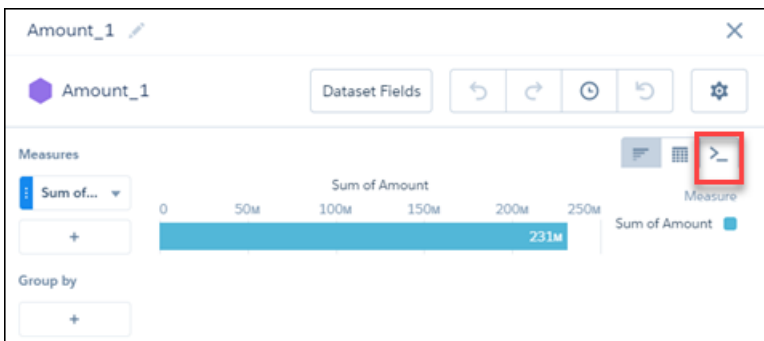 Amount_1
Amount_1
Dataset Fields
Measures
Sum of...
+
Group by
+
Sum of Amount
0 50M 100M 150M 200M 250M
231M
>_
Measure
Sum of Amount